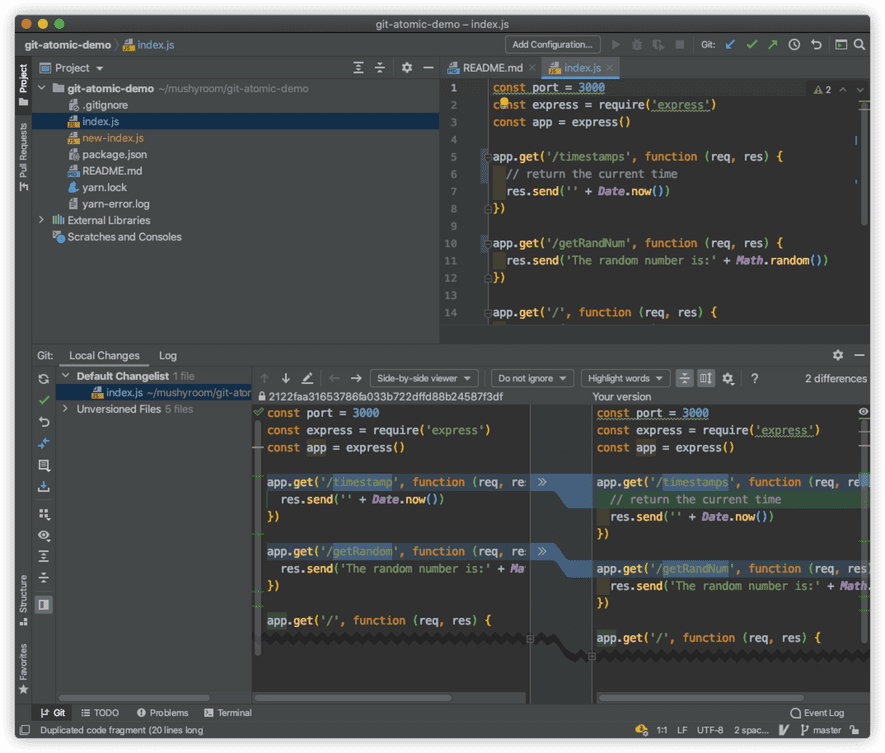 git-atomic-demo – index.js
git-atomic-demo index.js
Add Configuration...
Git:
Project
Project
Pull Requests
Structure
Favorites
git-atomic-demo ~/mushyroom/git-atomic-demo
.gitignore
index.js
new-index.js
package.json
README.md
yarn.lock
yarn-error.log
External Libraries
Scratches and Consoles
README.md index.js
2
1 const port = 3000
2 const express = require('express')
3 const app = express()
4
5 app.get('/timestamps', function (req, res) {
6 // return the current time
7 res.send('' + Date.now())
8 })
9
10 app.get('/getRandNum', function (req, res) {
11 res.send('The random number is:' + Math.random())
12 })
13
14 app.get('/', function (req, res) {
Git: Local Changes Log
Default Changelist 1 file
index.js ~/mushyroom/git-ator
Unversioned Files 5 files
Side-by-side viewer Do not ignore Highlight words ? 2 differences
2122faa31653786fa033b722dffd88b24587f3df
const port = 3000
const express = require('express')
const app = express()
app.get('/timestamp', function (req, re
res.send('' + Date.now())
})
app.get('/getRandom', function (req, re
res.send('The random number is:' + Ma
})
app.get('/', function (req, res) {
Your version
const port = 3000
const express = require('express')
const app = express()
app.get('/timestamps', function (req, re
// return the current time
res.send('' + Date.now())
})
app.get('/getRandNum', function (req, res)
res.send('The random number is:' + Math.
})
app.get('/', function (req, res) {
Git TODO Problems Terminal Event Log
Duplicated code fragment (20 lines long 1:1 LF UTF-8 2 spac... master